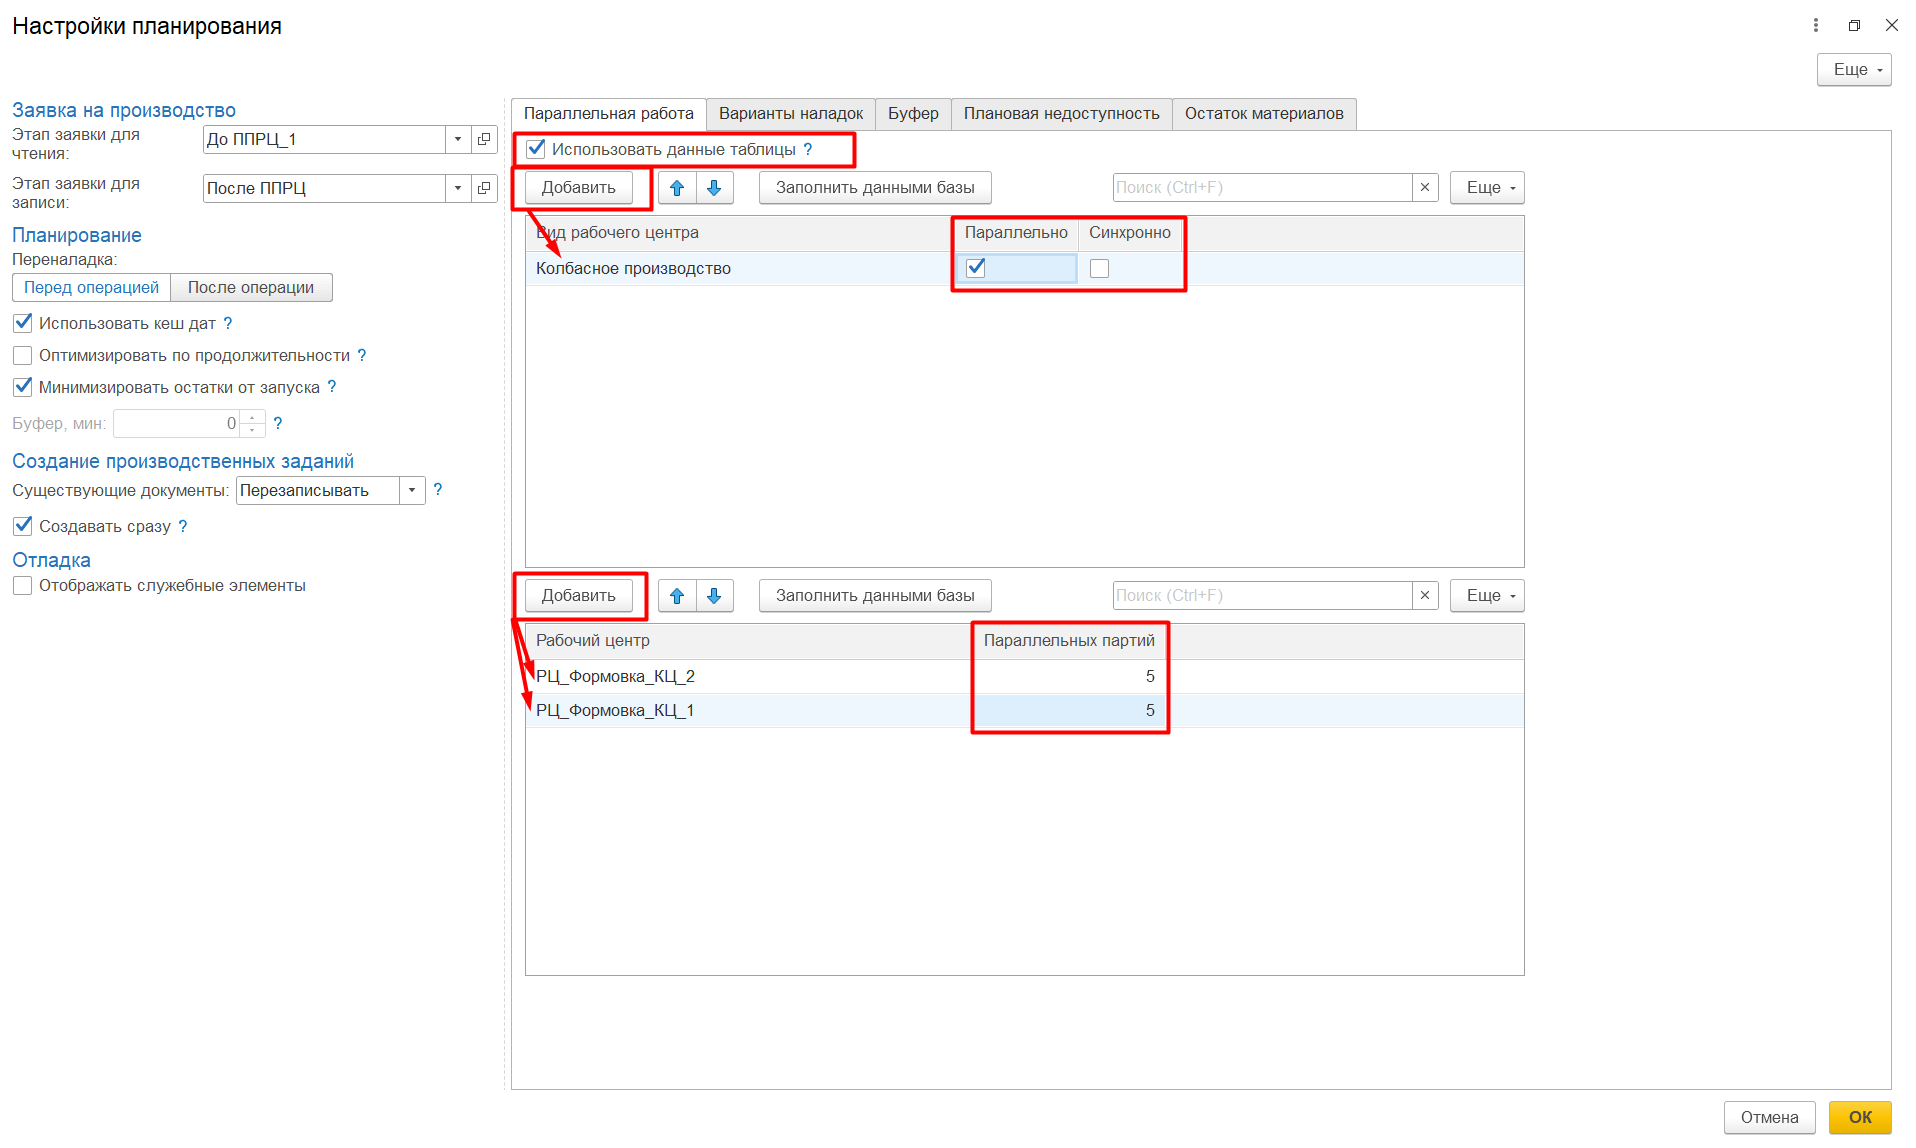 Настройки планирования
Еще
Заявка на производство
Этап заявки для
чтения:
До ППРЦ_1
Этап заявки для
записи:
После ППРЦ
Планирование
Переналадка:
Перед операцией
После операции
Использовать кеш дат ?
Оптимизировать по продолжительности ?
Минимизировать остатки от запуска ?
Буфер, мин: 0 ?
Создание производственных заданий
Существующие документы: Перезаписывать ?
Создавать сразу ?
Отладка
Отображать служебные элементы
Параллельная работа
Варианты наладок
Буфер
Плановая недоступность
Остаток материалов
Использовать данные таблицы ?
Добавить
Заполнить данными базы
Поиск (Ctrl+F)
Еще
Вид рабочего центра
Параллельно
Синхронно
Колбасное производство
Добавить
Заполнить данными базы
Поиск (Ctrl+F)
Еще
Рабочий центр
Параллельных партий
РЦ_Формовка_КЦ_2
5
РЦ_Формовка_КЦ_1
5
Отмена
ОК